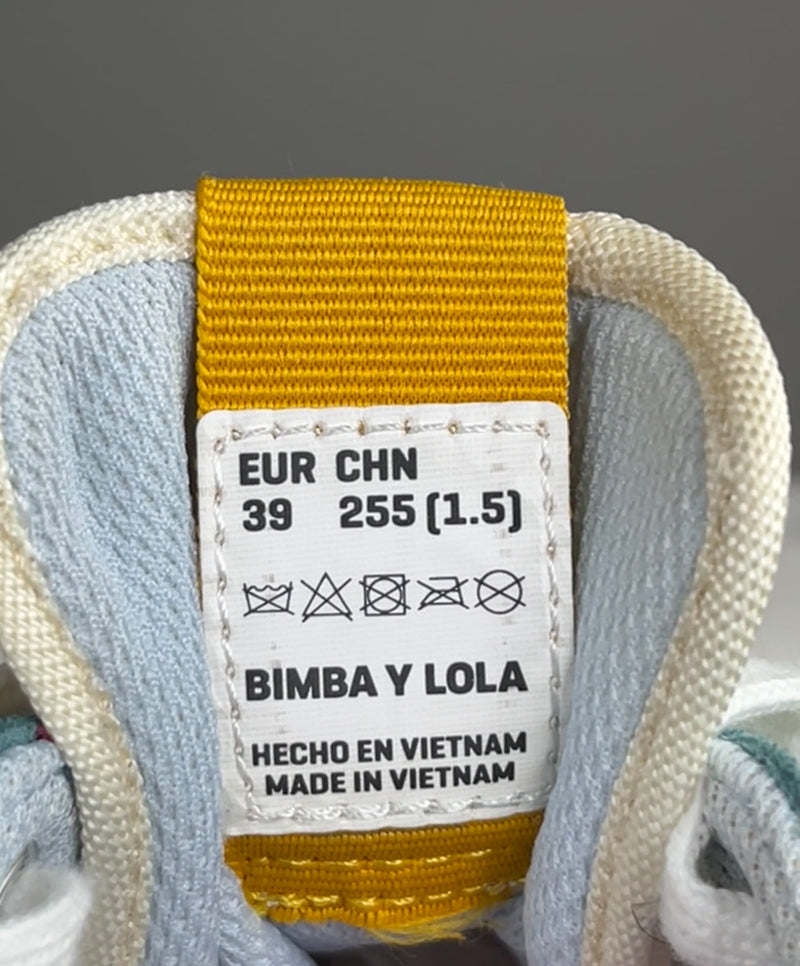 EUR CHN
39 255 (1.5)
BIMBA Y LOLA
HECHO EN VIETNAM
MADE IN VIETNAM